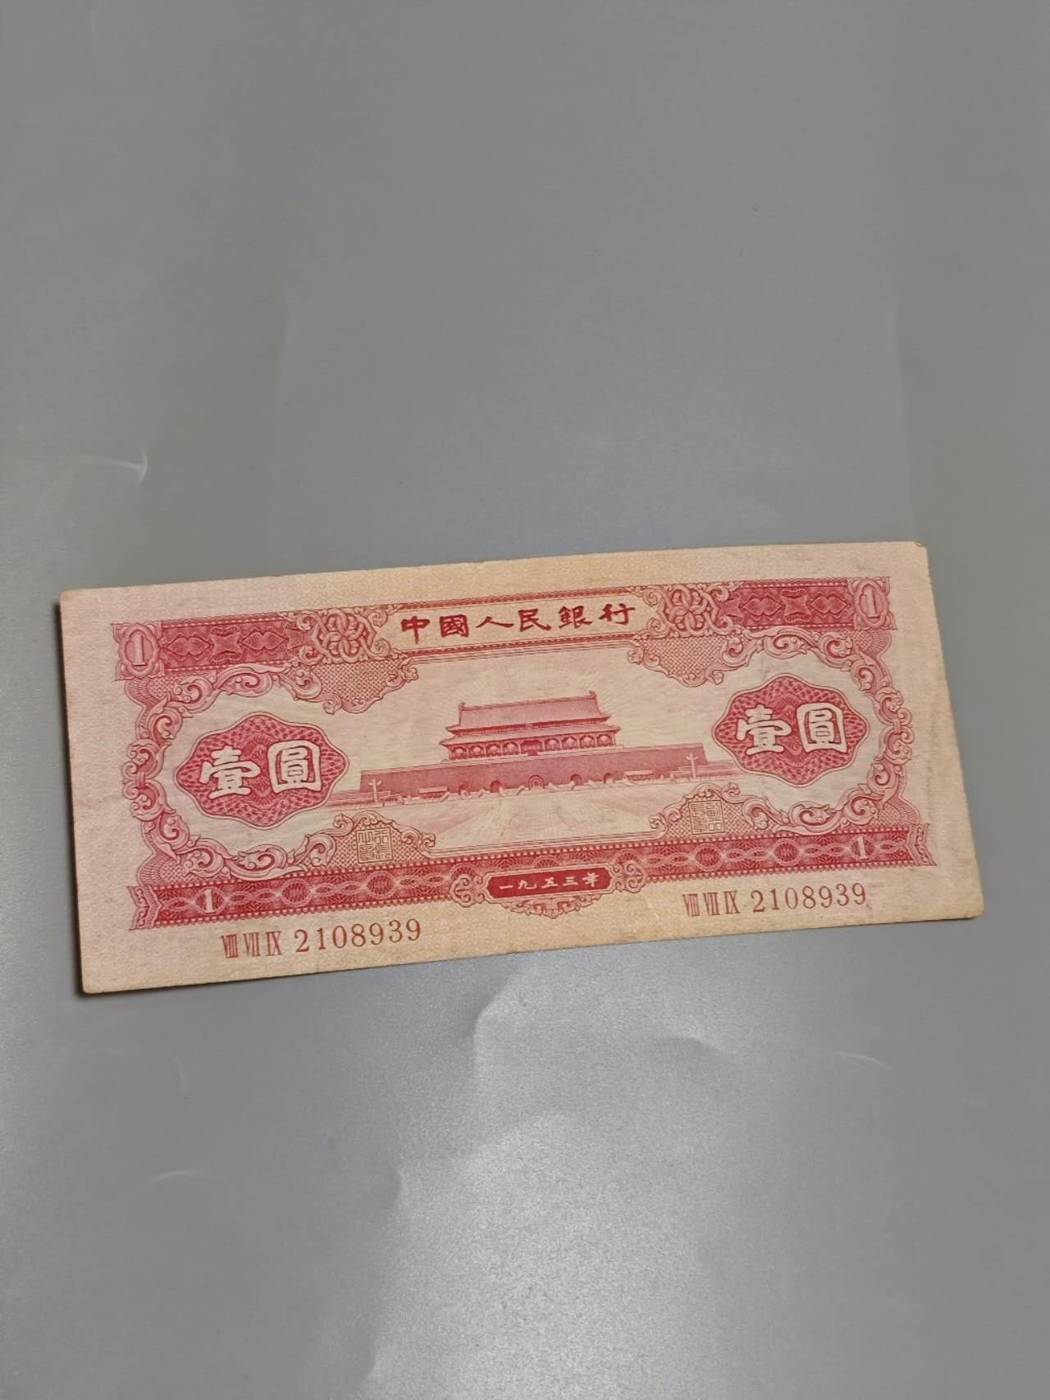 中國人民銀行
1 1
壹圓 壹圓
1 一九五三年 1
VIII VII IX 2108939 VIII VII IX 2108939